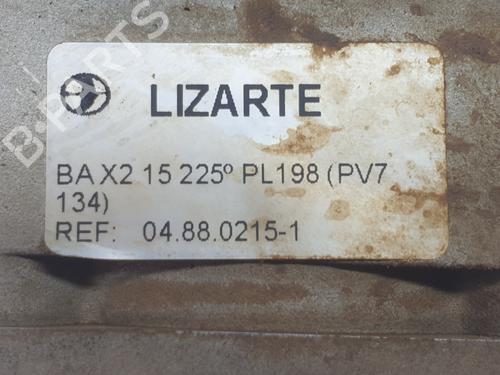 LIZARTE
BA X2 15 225º PL198 (PV7
134)
REF: 04.88.0215-1
B-PARTS